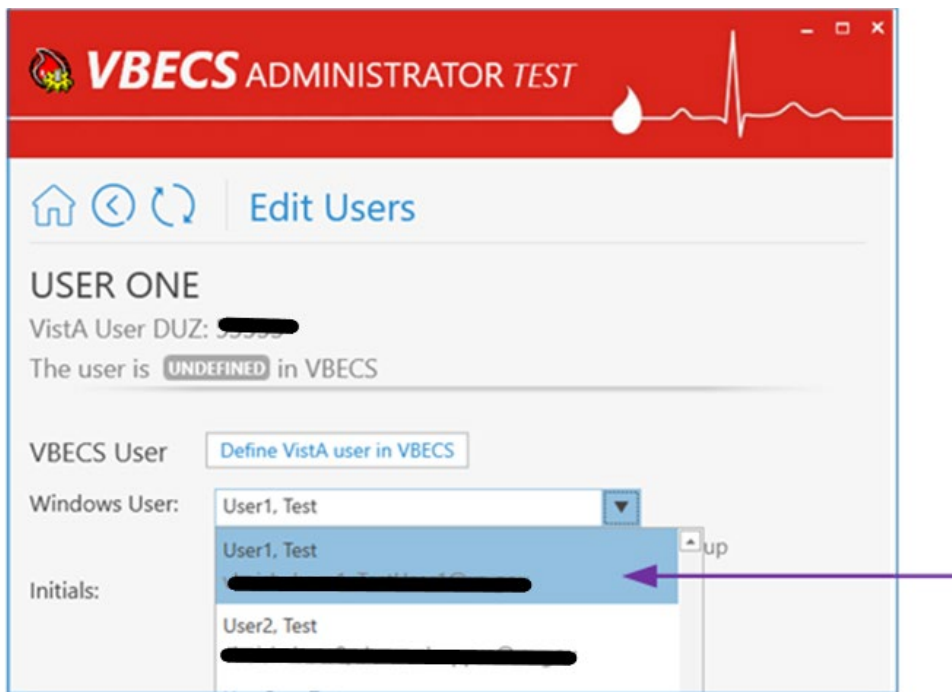 VBECS ADMINISTRATOR TEST
Edit Users
USER ONE
VistA User DUZ:
The user is UNDEFINED in VBECS
VBECS User Define VistA user in VBECS
Windows User: User1, Test
User1, Test
up
Initials:
User2, Test